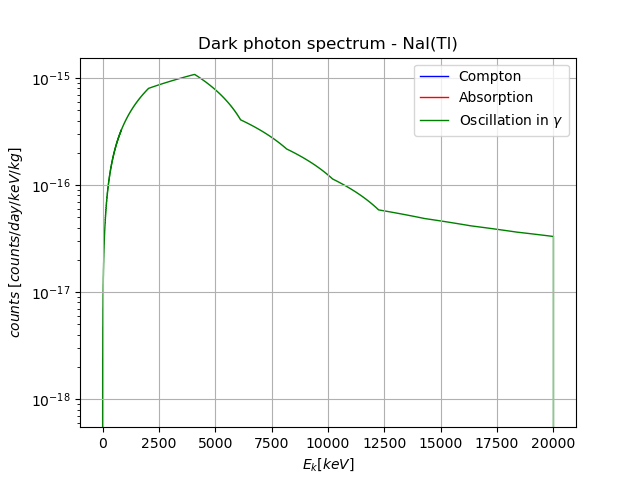 Dark photon spectrum - NaI(Tl)
Compton
Absorption
Oscillation in γ
counts [counts/day/keV/kg]
10⁻¹⁵
10⁻¹⁶
10⁻¹⁷
10⁻¹⁸
0 2500 5000 7500 10000 12500 15000 17500 20000
E_k[keV]